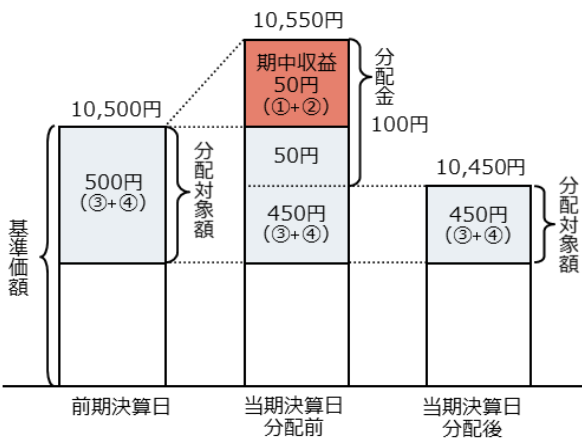 10,550円
期中収益
50円
(①+②)
分配金
100円
10,500円
500円
(③+④)
分配対象額
50円
450円
(③+④)
10,450円
450円
(③+④)
分配対象額
基準価額
前期決算日
当期決算日
分配前
当期決算日
分配後